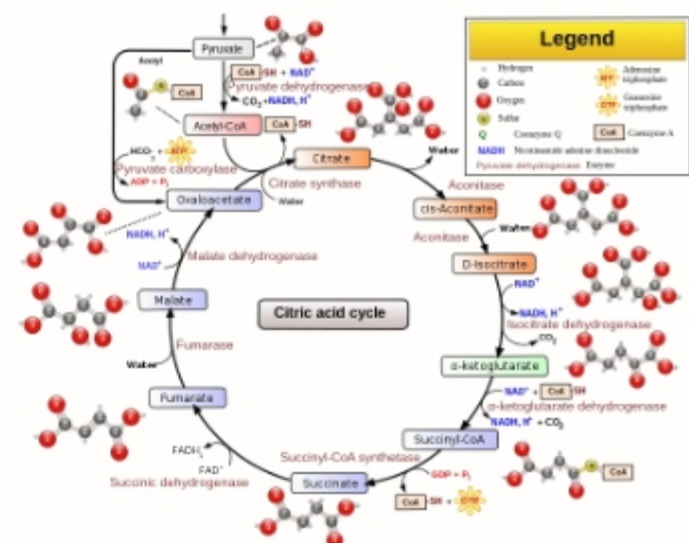 Legend
Hydrogen
Carbon
Oxygen
Sulfur
Q Coenzyme Q
NADH Nicotinamide adenine dinucleotide
Pyruvate dehydrogenase Enzyme
ATP Adenosine triphosphate
GTP Guanosine triphosphate
CoA Coenzyme A
Pyruvate
Acetyl
CoA -SH + NAD⁺
Pyruvate dehydrogenase
CO₂ +NADH, H⁺
S CoA
Acetyl-CoA
CoA -SH
HCO₃⁻ + ATP
Pyruvate carboxylase
ADP + Pᵢ
Citrate
Water
Citrate synthase
Water
Oxaloacetate
Aconitase
cis-Aconitate
Aconitase
Water
D-Isocitrate
NAD⁺
NADH, H⁺
Isocitrate dehydrogenase
CO₂
α-ketoglutarate
NAD⁺ + CoA -SH
α-ketoglutarate dehydrogenase
NADH, H⁺ + CO₂
Succinyl-CoA
S CoA
Succinyl-CoA synthetase
GDP + Pᵢ
CoA -SH + GTP
Succinate
FADH₂
FAD⁺
Succinic dehydrogenase
Fumarate
Water
Fumarase
Malate
NADH, H⁺
NAD⁺
Malate dehydrogenase
Citric acid cycle